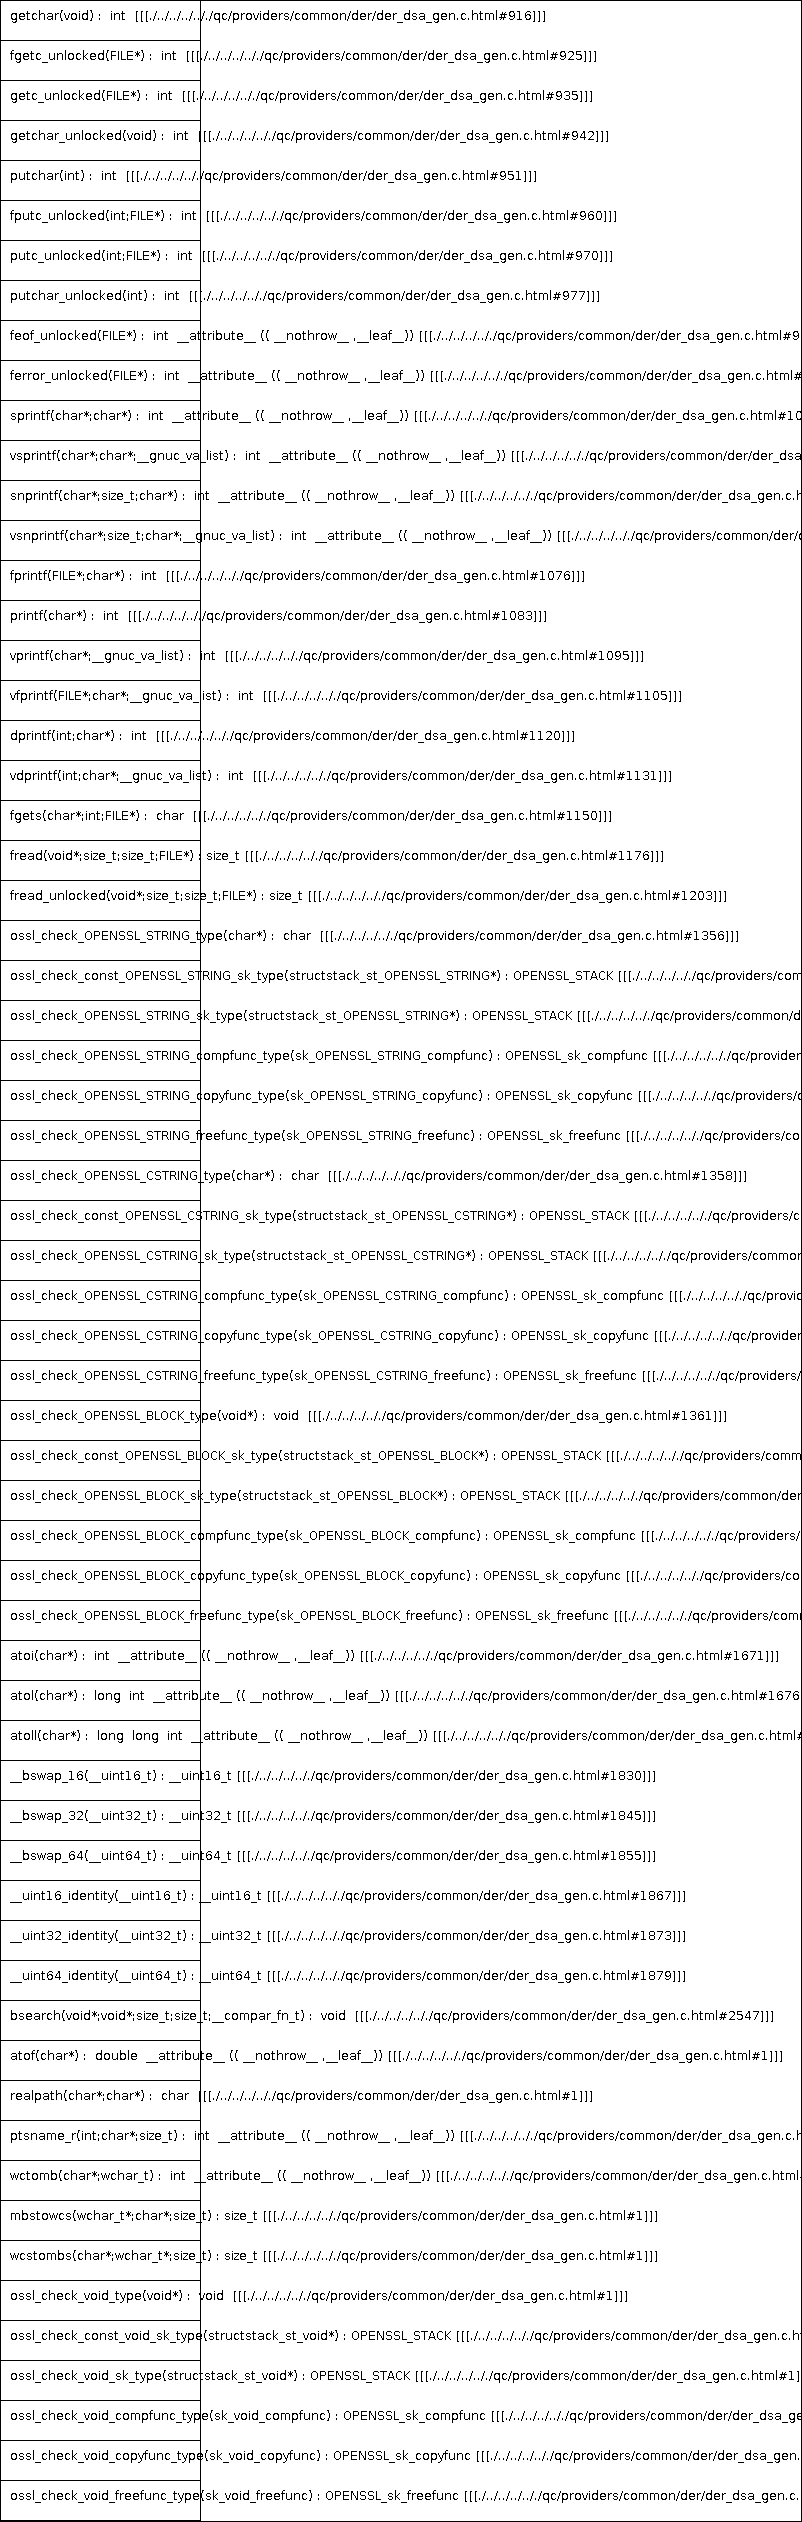 getchar(void) : int [[[./../../../../../qc/providers/common/der/der_dsa_gen.c.html#916]]]
fgetc_unlocked(FILE*) : int [[[./../../../../../qc/providers/common/der/der_dsa_gen.c.html#925]]]
getc_unlocked(FILE*) : int [[[./../../../../../qc/providers/common/der/der_dsa_gen.c.html#935]]]
getchar_unlocked(void) : int [[[./../../../../../qc/providers/common/der/der_dsa_gen.c.html#942]]]
putchar(int) : int [[[./../../../../../qc/providers/common/der/der_dsa_gen.c.html#951]]]
fputc_unlocked(int;FILE*) : int [[[./../../../../../qc/providers/common/der/der_dsa_gen.c.html#960]]]
putc_unlocked(int;FILE*) : int [[[./../../../../../qc/providers/common/der/der_dsa_gen.c.html#970]]]
putchar_unlocked(int) : int [[[./../../../../../qc/providers/common/der/der_dsa_gen.c.html#977]]]
feof_unlocked(FILE*) : int __attribute__ (( __nothrow__ ,__leaf__)) [[[./../../../../../qc/providers/common/der/der_dsa_gen.c.html#9
ferror_unlocked(FILE*) : int __attribute__ (( __nothrow__ ,__leaf__)) [[[./../../../../../qc/providers/common/der/der_dsa_gen.c.html#
sprintf(char*;char*) : int __attribute__ (( __nothrow__ ,__leaf__)) [[[./../../../../../qc/providers/common/der/der_dsa_gen.c.html#10
vsprintf(char*;char*;__gnuc_va_list) : int __attribute__ (( __nothrow__ ,__leaf__)) [[[./../../../../../qc/providers/common/der/der_dsa
snprintf(char*;size_t;char*) : int __attribute__ (( __nothrow__ ,__leaf__)) [[[./../../../../../qc/providers/common/der/der_dsa_gen.c.h
vsnprintf(char*;size_t;char*;__gnuc_va_list) : int __attribute__ (( __nothrow__ ,__leaf__)) [[[./../../../../../qc/providers/common/der/
fprintf(FILE*;char*) : int [[[./../../../../../qc/providers/common/der/der_dsa_gen.c.html#1076]]]
printf(char*) : int [[[./../../../../../qc/providers/common/der/der_dsa_gen.c.html#1083]]]
vprintf(char*;__gnuc_va_list) : int [[[./../../../../../qc/providers/common/der/der_dsa_gen.c.html#1095]]]
vfprintf(FILE*;char*;__gnuc_va_list) : int [[[./../../../../../qc/providers/common/der/der_dsa_gen.c.html#1105]]]
dprintf(int;char*) : int [[[./../../../../../qc/providers/common/der/der_dsa_gen.c.html#1120]]]
vdprintf(int;char*;__gnuc_va_list) : int [[[./../../../../../qc/providers/common/der/der_dsa_gen.c.html#1131]]]
fgets(char*;int;FILE*) : char [[[./../../../../../qc/providers/common/der/der_dsa_gen.c.html#1150]]]
fread(void*;size_t;size_t;FILE*) : size_t [[[./../../../../../qc/providers/common/der/der_dsa_gen.c.html#1176]]]
fread_unlocked(void*;size_t;size_t;FILE*) : size_t [[[./../../../../../qc/providers/common/der/der_dsa_gen.c.html#1203]]]
ossl_check_OPENSSL_STRING_type(char*) : char [[[./../../../../../qc/providers/common/der/der_dsa_gen.c.html#1356]]]
ossl_check_const_OPENSSL_STRING_sk_type(structstack_st_OPENSSL_STRING*) : OPENSSL_STACK [[[./../../../../../qc/providers/com
ossl_check_OPENSSL_STRING_sk_type(structstack_st_OPENSSL_STRING*) : OPENSSL_STACK [[[./../../../../../qc/providers/common/d
ossl_check_OPENSSL_STRING_compfunc_type(sk_OPENSSL_STRING_compfunc) : OPENSSL_sk_compfunc [[[./../../../../../qc/provider
ossl_check_OPENSSL_STRING_copyfunc_type(sk_OPENSSL_STRING_copyfunc) : OPENSSL_sk_copyfunc [[[./../../../../../qc/providers/c
ossl_check_OPENSSL_STRING_freefunc_type(sk_OPENSSL_STRING_freefunc) : OPENSSL_sk_freefunc [[[./../../../../../qc/providers/co
ossl_check_OPENSSL_CSTRING_type(char*) : char [[[./../../../../../qc/providers/common/der/der_dsa_gen.c.html#1358]]]
ossl_check_const_OPENSSL_CSTRING_sk_type(structstack_st_OPENSSL_CSTRING*) : OPENSSL_STACK [[[./../../../../../qc/providers/c
ossl_check_OPENSSL_CSTRING_sk_type(structstack_st_OPENSSL_CSTRING*) : OPENSSL_STACK [[[./../../../../../qc/providers/common
ossl_check_OPENSSL_CSTRING_compfunc_type(sk_OPENSSL_CSTRING_compfunc) : OPENSSL_sk_compfunc [[[./../../../../../qc/provid
ossl_check_OPENSSL_CSTRING_copyfunc_type(sk_OPENSSL_CSTRING_copyfunc) : OPENSSL_sk_copyfunc [[[./../../../../../qc/provider
ossl_check_OPENSSL_CSTRING_freefunc_type(sk_OPENSSL_CSTRING_freefunc) : OPENSSL_sk_freefunc [[[./../../../../../qc/providers/
ossl_check_OPENSSL_BLOCK_type(void*) : void [[[./../../../../../qc/providers/common/der/der_dsa_gen.c.html#1361]]]
ossl_check_const_OPENSSL_BLOCK_sk_type(structstack_st_OPENSSL_BLOCK*) : OPENSSL_STACK [[[./../../../../../qc/providers/comm
ossl_check_OPENSSL_BLOCK_sk_type(structstack_st_OPENSSL_BLOCK*) : OPENSSL_STACK [[[./../../../../../qc/providers/common/der
ossl_check_OPENSSL_BLOCK_compfunc_type(sk_OPENSSL_BLOCK_compfunc) : OPENSSL_sk_compfunc [[[./../../../../../qc/providers/
ossl_check_OPENSSL_BLOCK_copyfunc_type(sk_OPENSSL_BLOCK_copyfunc) : OPENSSL_sk_copyfunc [[[./../../../../../qc/providers/co
ossl_check_OPENSSL_BLOCK_freefunc_type(sk_OPENSSL_BLOCK_freefunc) : OPENSSL_sk_freefunc [[[./../../../../../qc/providers/com
atoi(char*) : int __attribute__ (( __nothrow__ ,__leaf__)) [[[./../../../../../qc/providers/common/der/der_dsa_gen.c.html#1671]]]
atol(char*) : long int __attribute__ (( __nothrow__ ,__leaf__)) [[[./../../../../../qc/providers/common/der/der_dsa_gen.c.html#1676
atoll(char*) : long long int __attribute__ (( __nothrow__ ,__leaf__)) [[[./../../../../../qc/providers/common/der/der_dsa_gen.c.html#
__bswap_16(__uint16_t) : __uint16_t [[[./../../../../../qc/providers/common/der/der_dsa_gen.c.html#1830]]]
__bswap_32(__uint32_t) : __uint32_t [[[./../../../../../qc/providers/common/der/der_dsa_gen.c.html#1845]]]
__bswap_64(__uint64_t) : __uint64_t [[[./../../../../../qc/providers/common/der/der_dsa_gen.c.html#1855]]]
__uint16_identity(__uint16_t) : __uint16_t [[[./../../../../../qc/providers/common/der/der_dsa_gen.c.html#1867]]]
__uint32_identity(__uint32_t) : __uint32_t [[[./../../../../../qc/providers/common/der/der_dsa_gen.c.html#1873]]]
__uint64_identity(__uint64_t) : __uint64_t [[[./../../../../../qc/providers/common/der/der_dsa_gen.c.html#1879]]]
bsearch(void*;void*;size_t;size_t;__compar_fn_t) : void [[[./../../../../../qc/providers/common/der/der_dsa_gen.c.html#2547]]]
atof(char*) : double __attribute__ (( __nothrow__ ,__leaf__)) [[[./../../../../../qc/providers/common/der/der_dsa_gen.c.html#1]]]
realpath(char*;char*) : char [[[./../../../../../qc/providers/common/der/der_dsa_gen.c.html#1]]]
ptsname_r(int;char*;size_t) : int __attribute__ (( __nothrow__ ,__leaf__)) [[[./../../../../../qc/providers/common/der/der_dsa_gen.c.h
wctomb(char*;wchar_t) : int __attribute__ (( __nothrow__ ,__leaf__)) [[[./../../../../../qc/providers/common/der/der_dsa_gen.c.html
mbstowcs(wchar_t*;char*;size_t) : size_t [[[./../../../../../qc/providers/common/der/der_dsa_gen.c.html#1]]]
wcstombs(char*;wchar_t*;size_t) : size_t [[[./../../../../../qc/providers/common/der/der_dsa_gen.c.html#1]]]
ossl_check_void_type(void*) : void [[[./../../../../../qc/providers/common/der/der_dsa_gen.c.html#1]]]
ossl_check_const_void_sk_type(structstack_st_void*) : OPENSSL_STACK [[[./../../../../../qc/providers/common/der/der_dsa_gen.c.h
ossl_check_void_sk_type(structstack_st_void*) : OPENSSL_STACK [[[./../../../../../qc/providers/common/der/der_dsa_gen.c.html#1]
ossl_check_void_compfunc_type(sk_void_compfunc) : OPENSSL_sk_compfunc [[[./../../../../../qc/providers/common/der/der_dsa_ge
ossl_check_void_copyfunc_type(sk_void_copyfunc) : OPENSSL_sk_copyfunc [[[./../../../../../qc/providers/common/der/der_dsa_gen.
ossl_check_void_freefunc_type(sk_void_freefunc) : OPENSSL_sk_freefunc [[[./../../../../../qc/providers/common/der/der_dsa_gen.c.